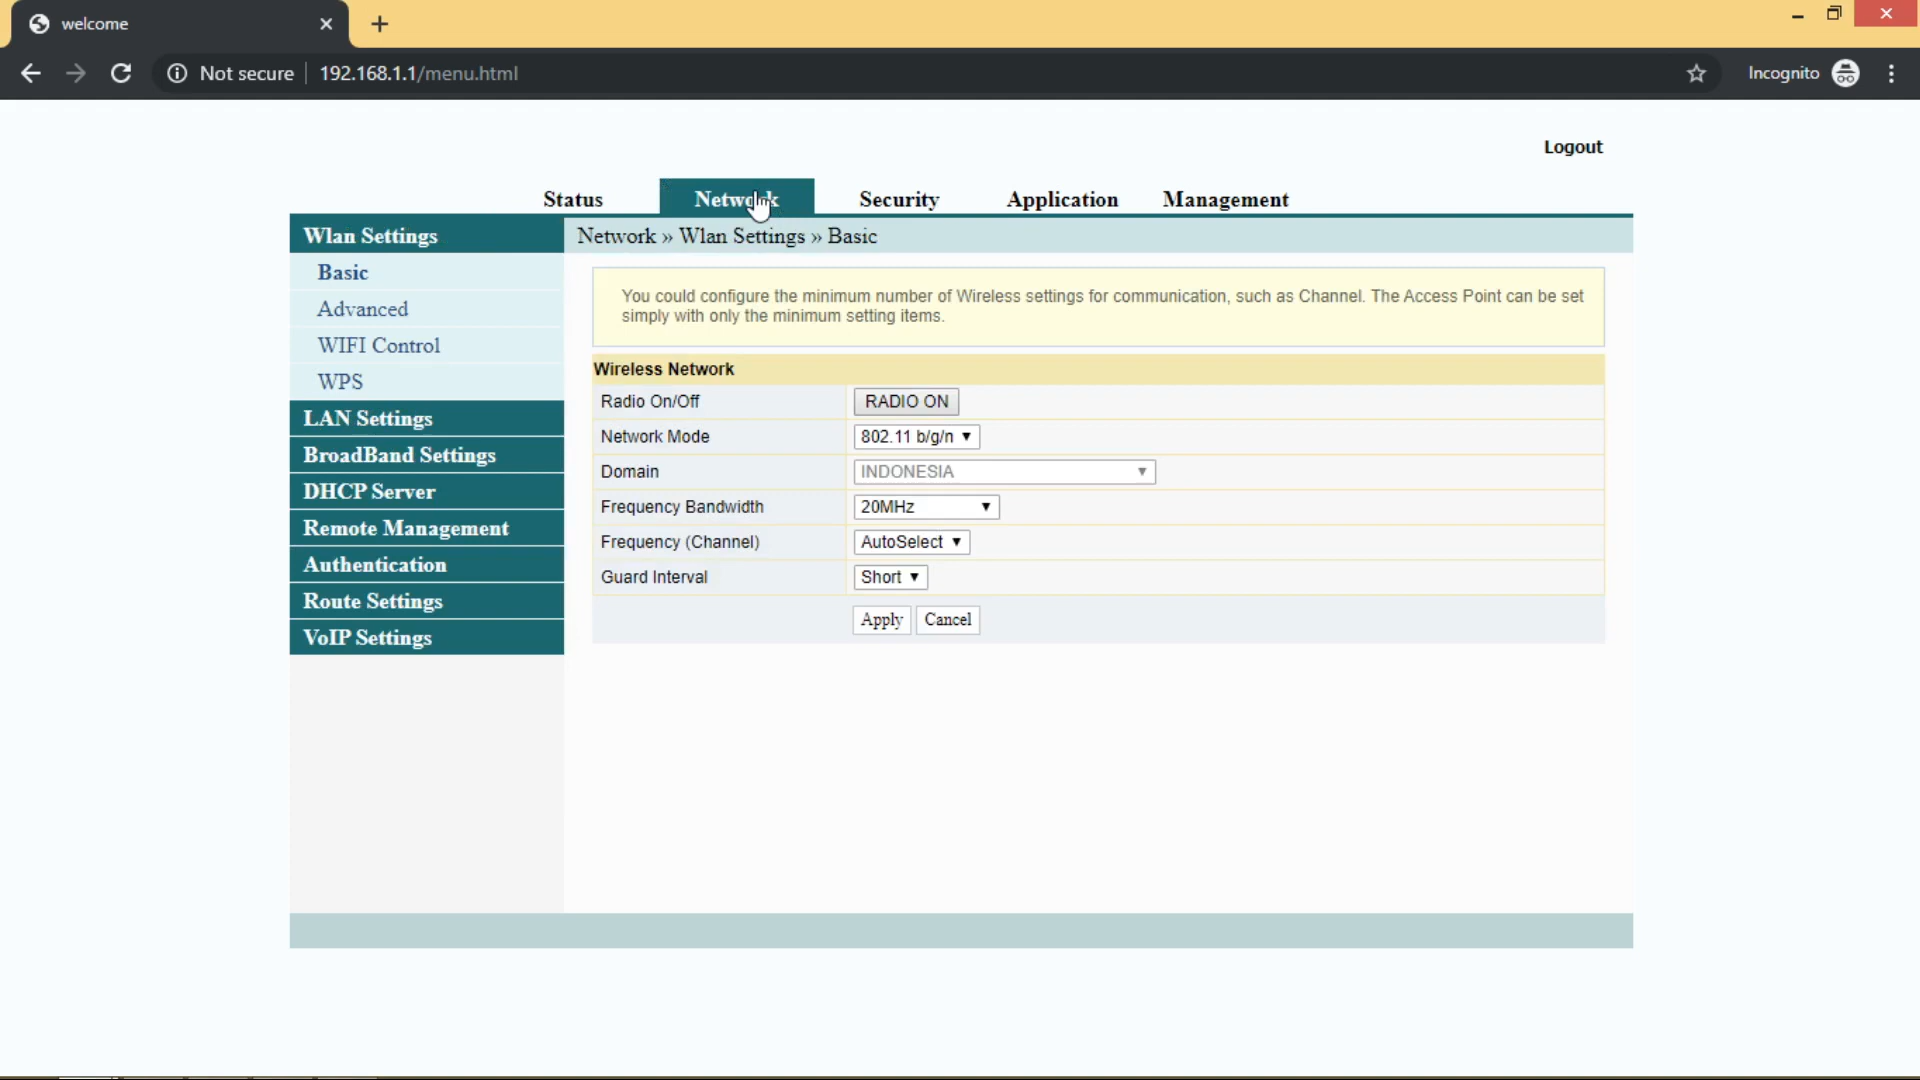 welcome
Not secure
192.168.1.1/menu.html
Incognito
Logout
Status Network Security Application Management
Wlan Settings
Basic
Advanced
WIFI Control
WPS
LAN Settings
BroadBand Settings
DHCP Server
Remote Management
Authentication
Route Settings
VoIP Settings
Network » Wlan Settings » Basic
You could configure the minimum number of Wireless settings for communication, such as Channel. The Access Point can be set
simply with only the minimum setting items.
Wireless Network
Radio On/Off RADIO ON
Network Mode 802.11 b/g/n
Domain INDONESIA
Frequency Bandwidth 20MHz
Frequency (Channel) AutoSelect
Guard Interval Short
Apply Cancel